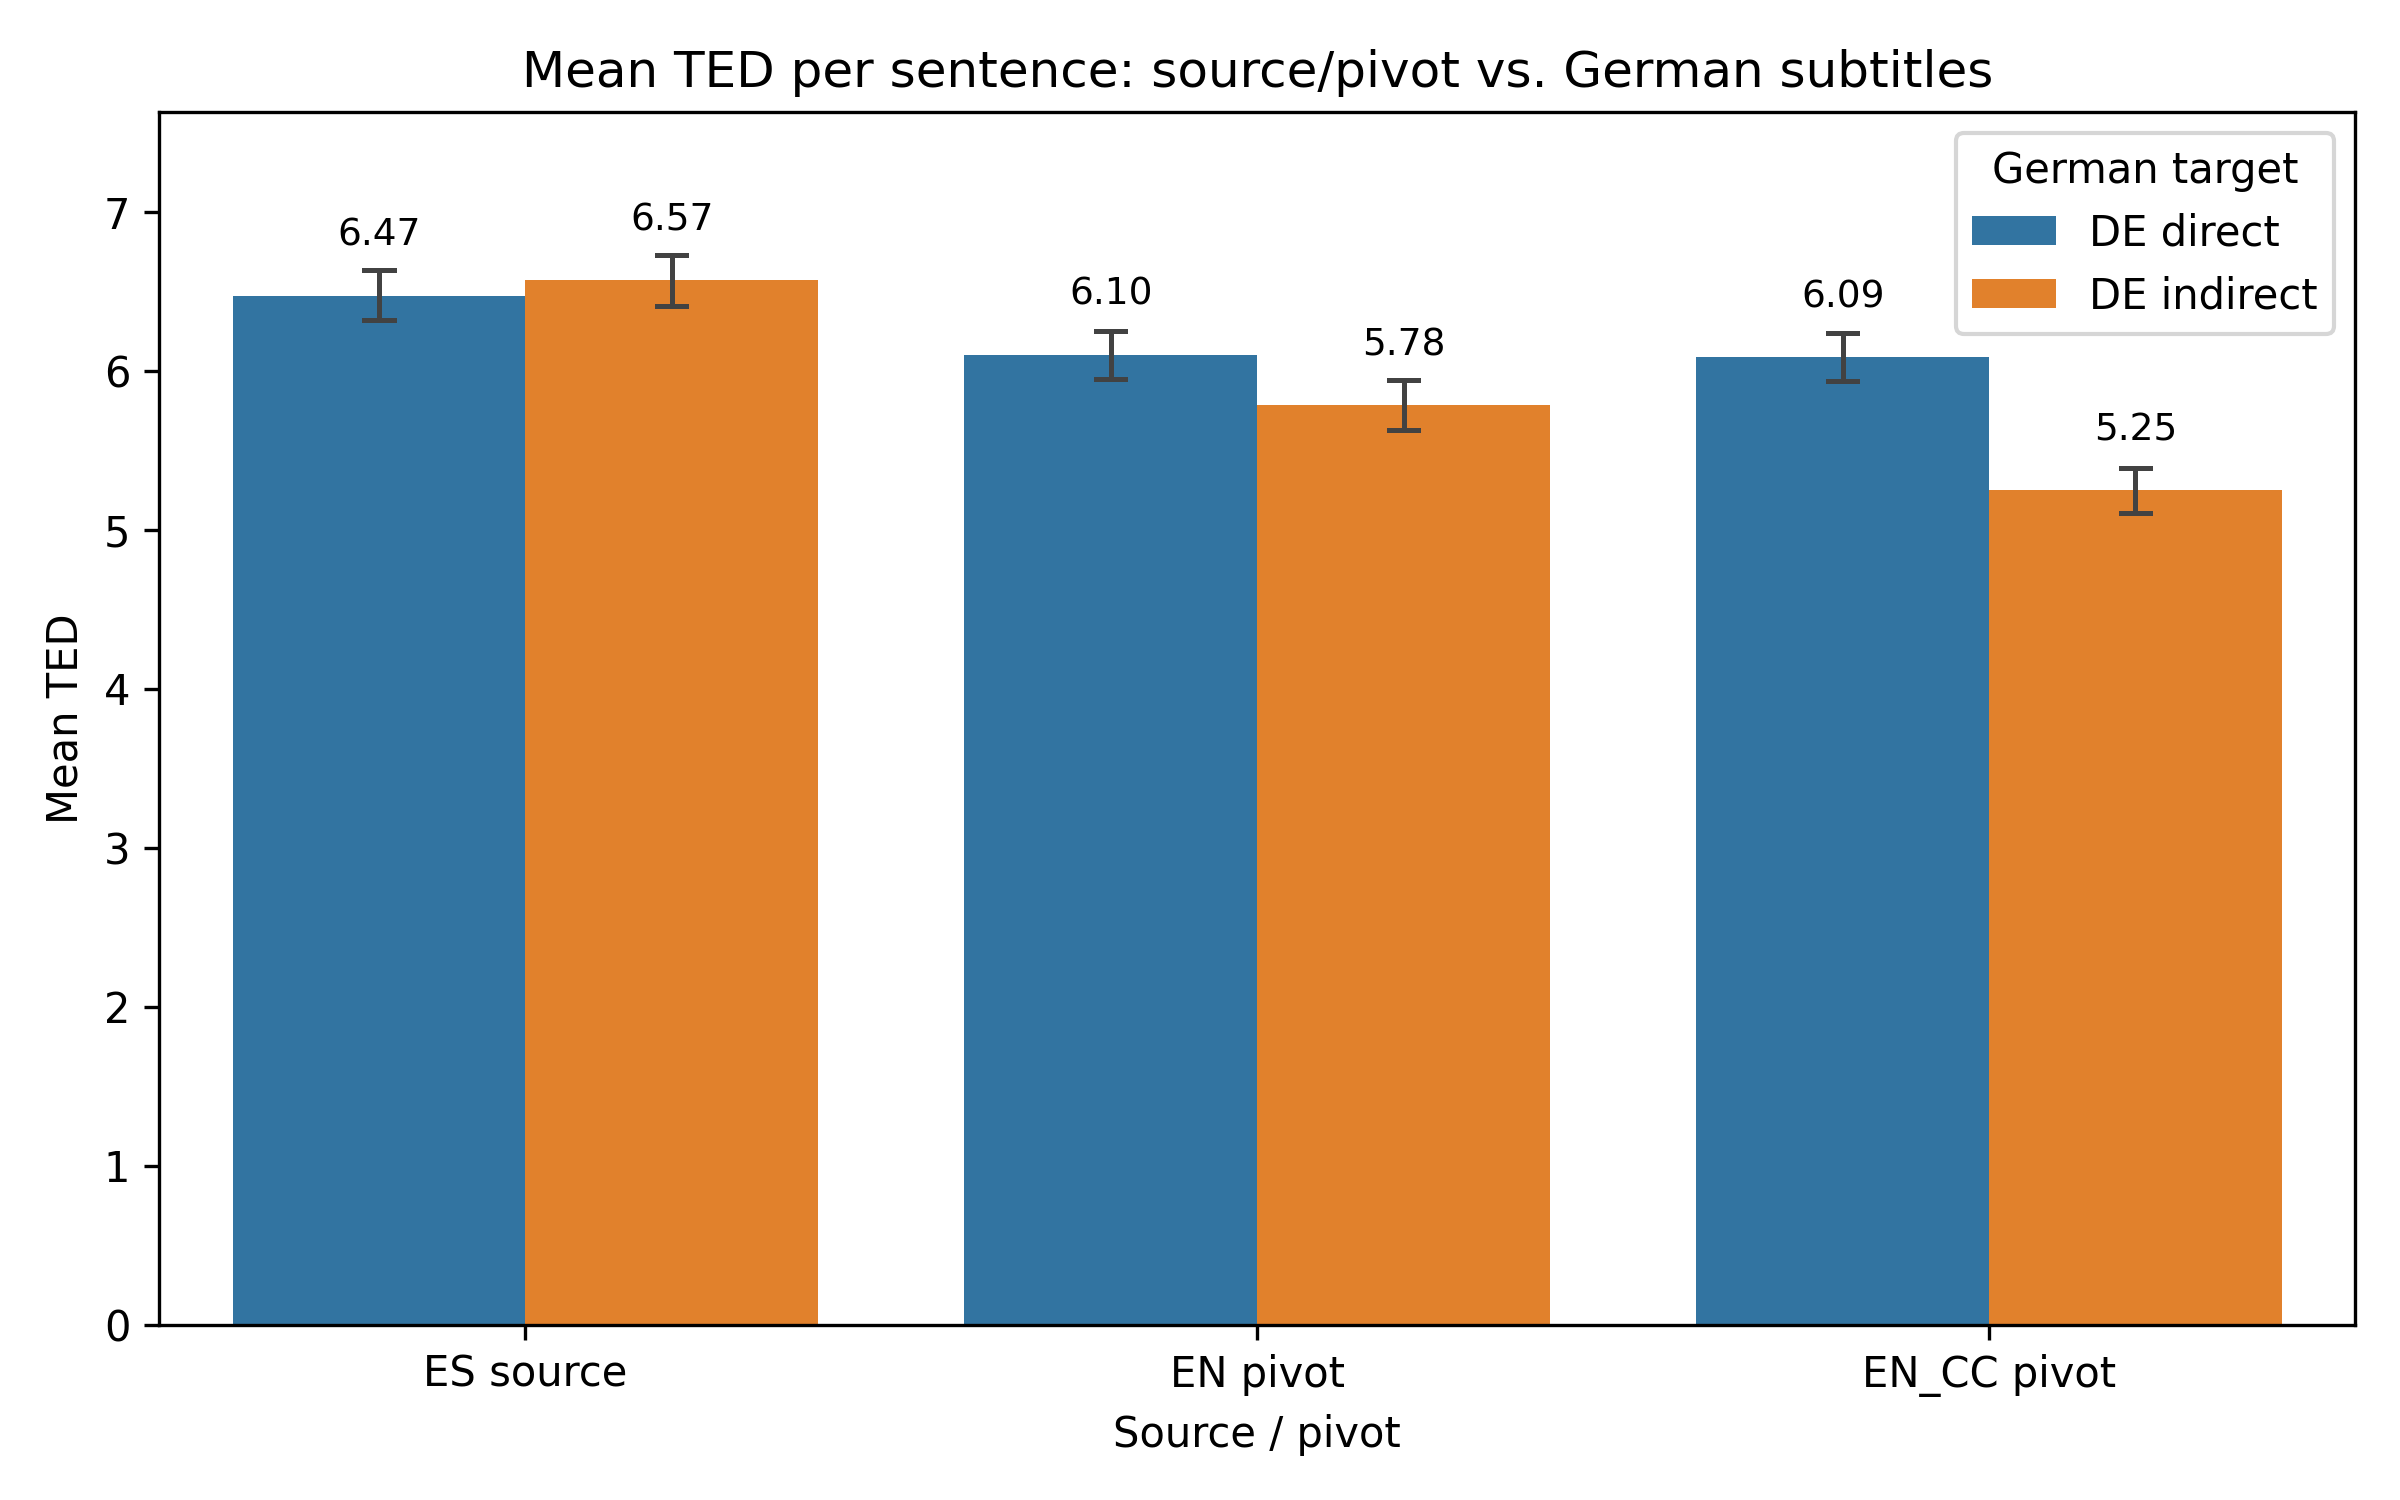 Mean TED per sentence: source/pivot vs. German subtitles
German target
DE direct
DE indirect
6.47
6.57
6.10
5.78
6.09
5.25
Mean TED
7
6
5
4
3
2
1
0
ES source
EN pivot
EN_CC pivot
Source / pivot